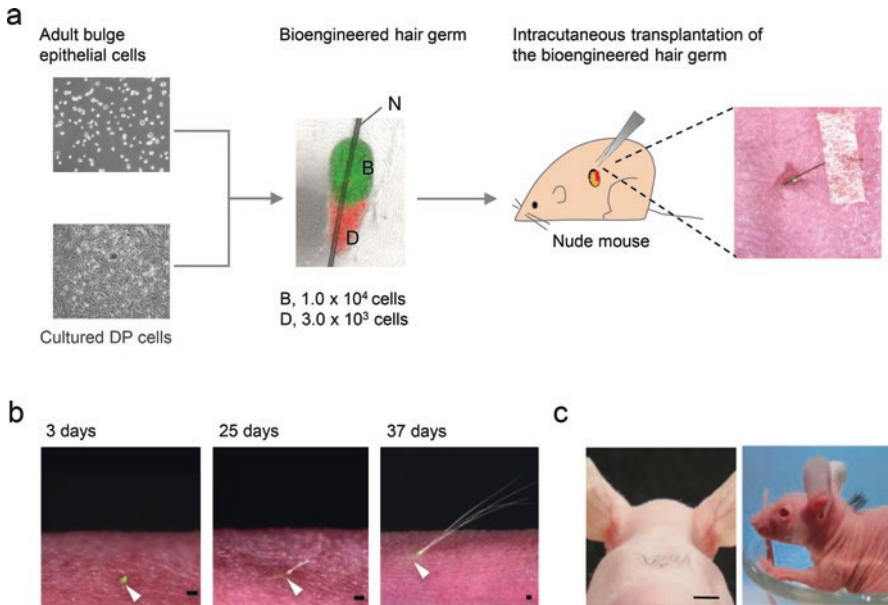 a
Adult bulge
epithelial cells
Bioengineered hair germ
Intracutaneous transplantation of
the bioengineered hair germ
N
B
D
Nude mouse
B, 1.0 x 10⁴ cells
D, 3.0 x 10³ cells
Cultured DP cells
b
3 days
25 days
37 days
c